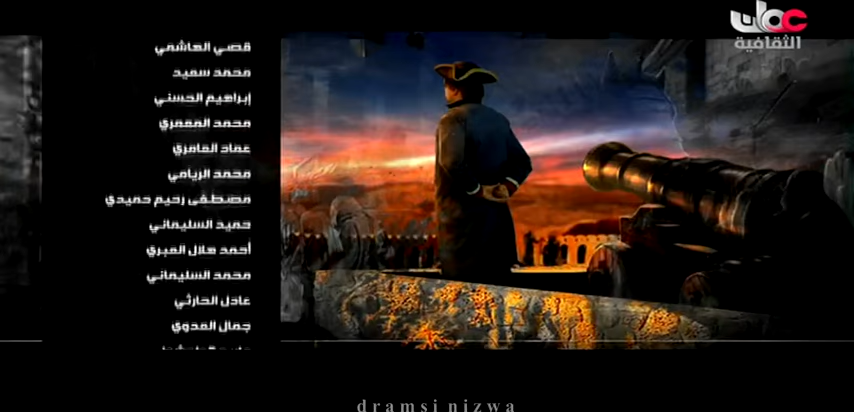 عمان
الثقافية
قصي الهاشمي
محمد سعيد
إبراهيم الحسني
محمد المعمري
عماد العامري
محمد الريامي
مصطفى رحيم حميدي
حميد السليماني
أحمد هلال العبري
محمد السليماني
عادل الحارثي
جمال العدوي
dramsi nizwa